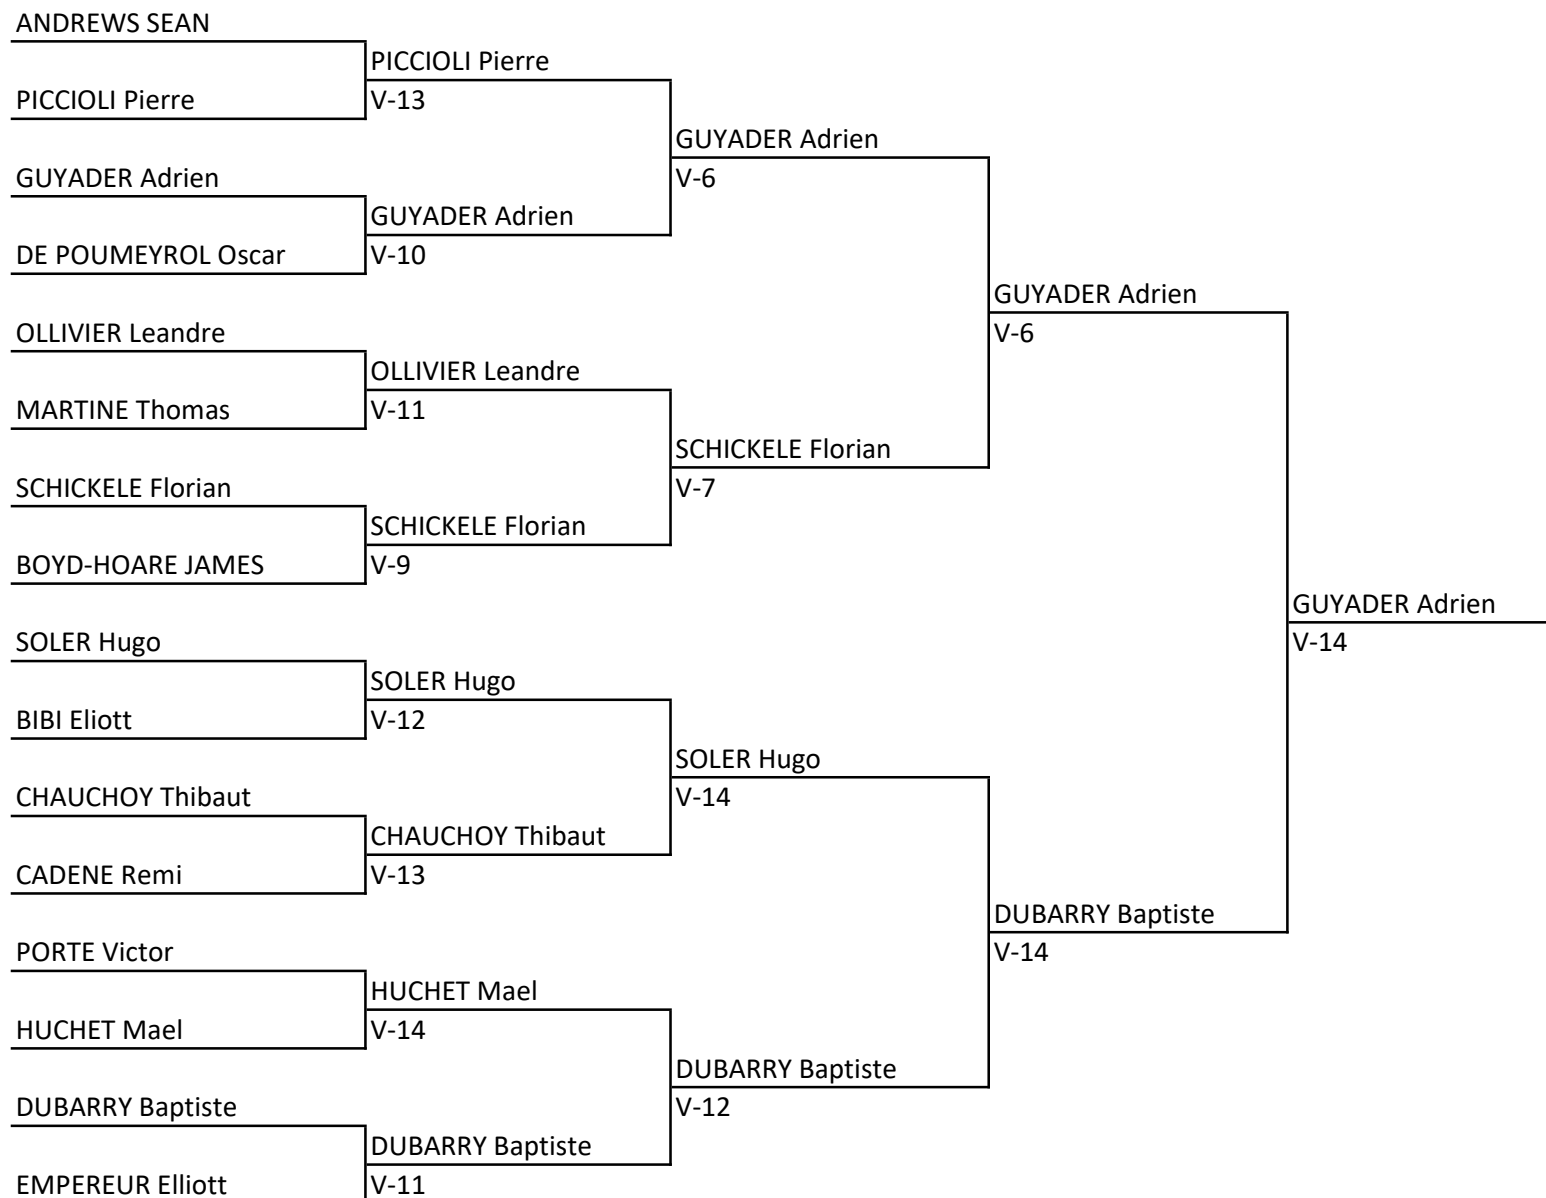 ANDREWS SEAN
PICCIOLI Pierre
PICCIOLI Pierre
V-13
GUYADER Adrien
GUYADER Adrien
V-6
GUYADER Adrien
DE POUMEYROL Oscar
V-10
GUYADER Adrien
OLLIVIER Leandre
V-6
OLLIVIER Leandre
MARTINE Thomas
V-11
SCHICKELE Florian
SCHICKELE Florian
V-7
SCHICKELE Florian
BOYD-HOARE JAMES
V-9
GUYADER Adrien
SOLER Hugo
V-14
SOLER Hugo
BIBI Eliott
V-12
SOLER Hugo
CHAUCHOY Thibaut
V-14
CHAUCHOY Thibaut
CADENE Remi
V-13
DUBARRY Baptiste
PORTE Victor
V-14
HUCHET Mael
HUCHET Mael
V-14
DUBARRY Baptiste
DUBARRY Baptiste
V-12
DUBARRY Baptiste
EMPEREUR Elliott
V-11